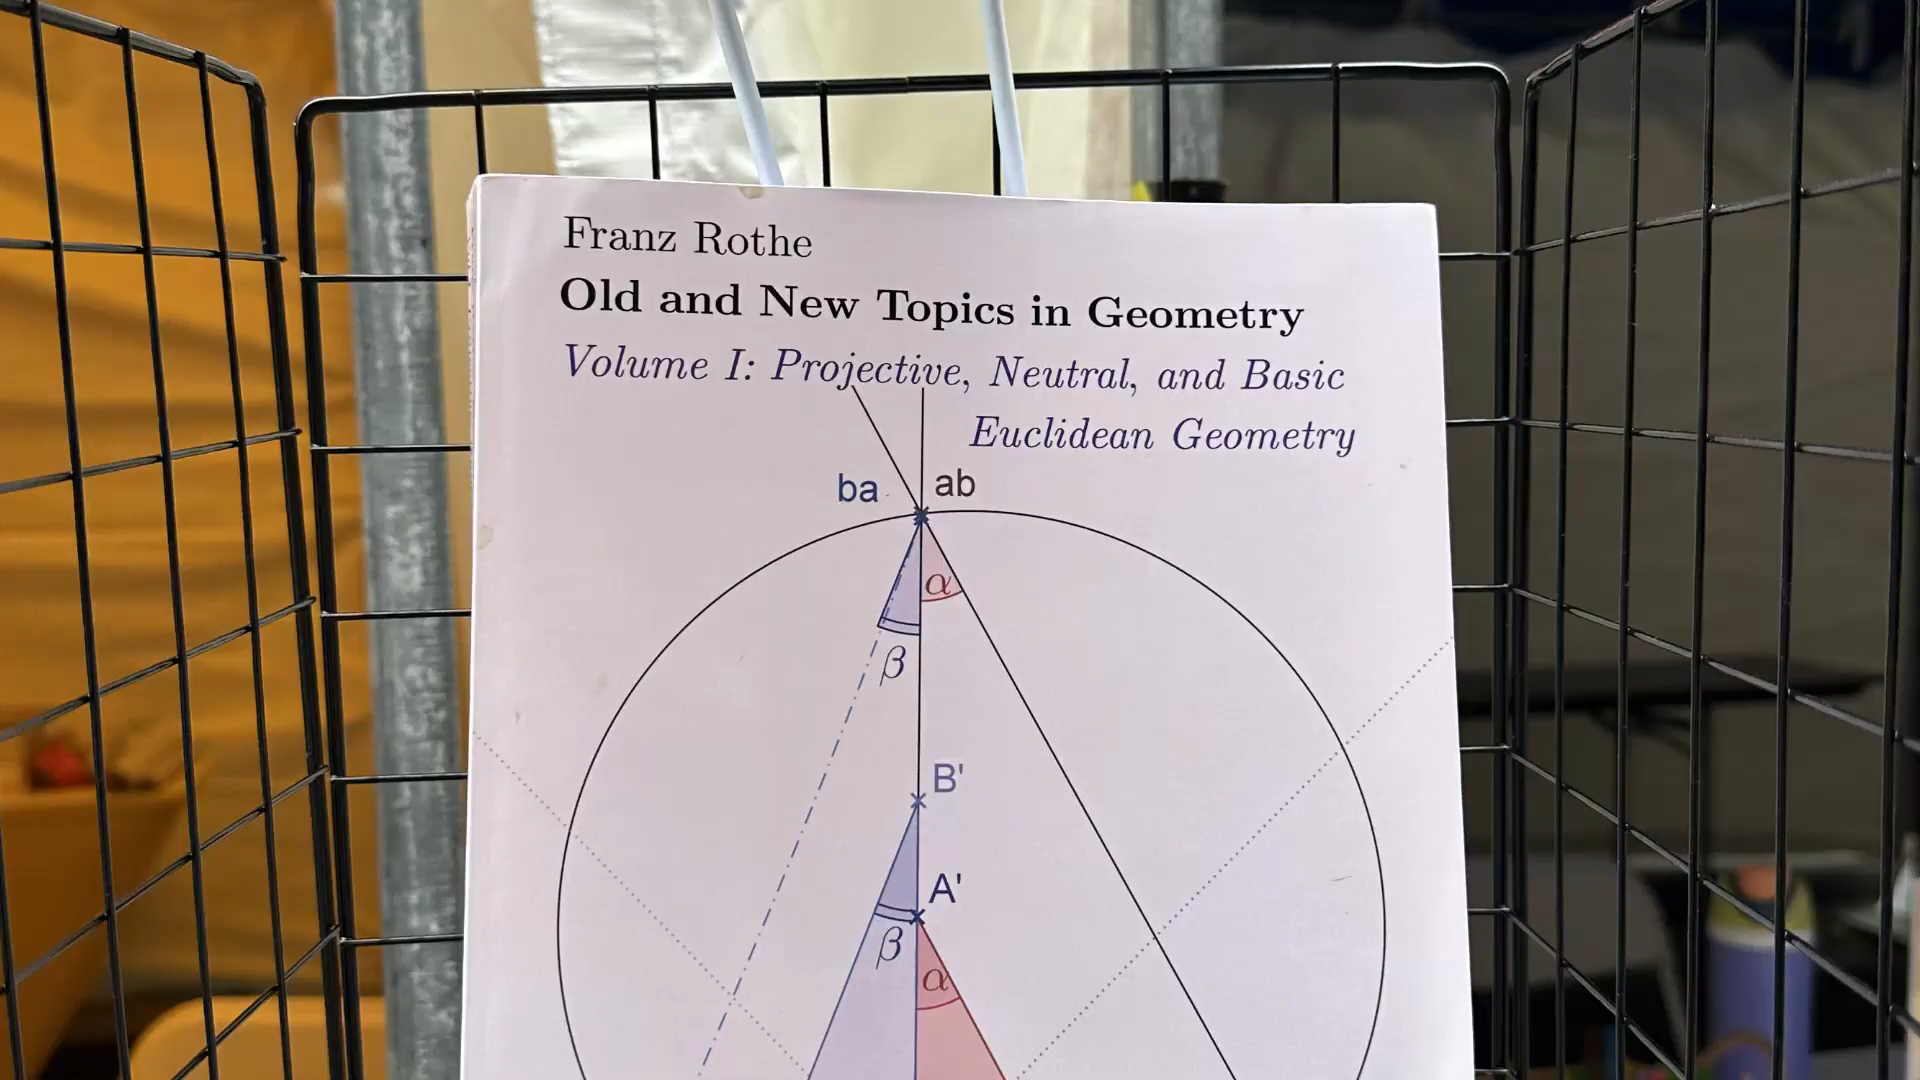 Franz Rothe
Old and New Topics in Geometry
Volume I: Projective, Neutral, and Basic
Euclidean Geometry
ba ab
α
β
B'
A'
β
α